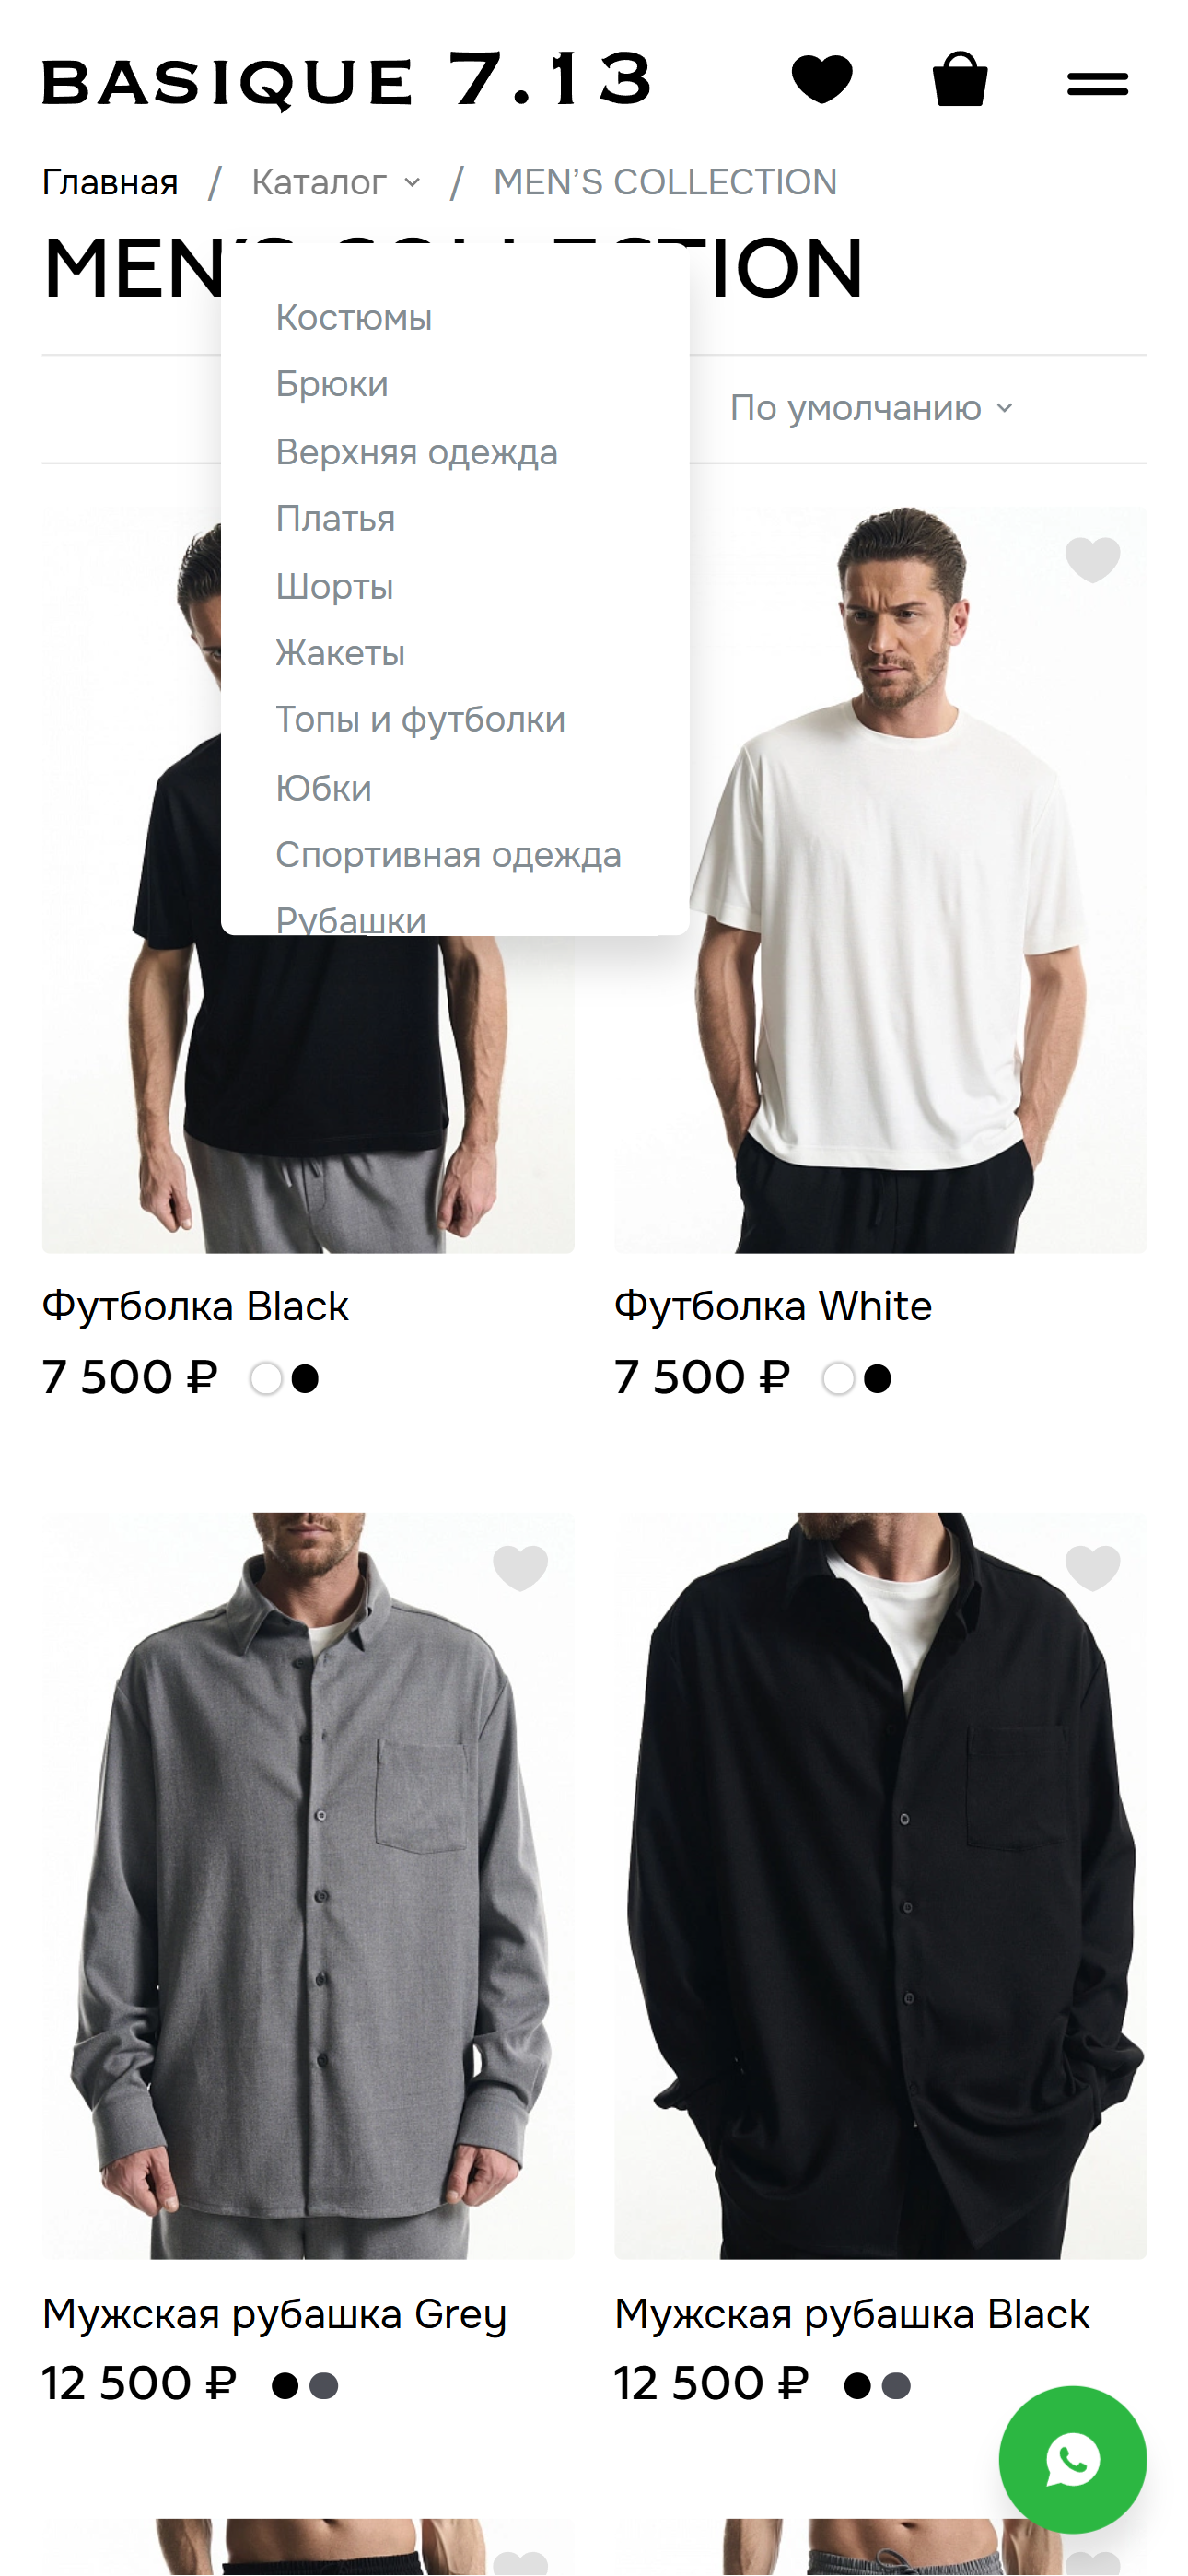 BASIQUE 7.13
Главная / Каталог / MEN’S COLLECTION
MEN’S COLLECTION
По умолчанию
Костюмы
Брюки
Верхняя одежда
Платья
Шорты
Жакеты
Топы и футболки
Юбки
Спортивная одежда
Рубашки
Футболка Black
7 500 ₽
Футболка White
7 500 ₽
Мужская рубашка Grey
12 500 ₽
Мужская рубашка Black
12 500 ₽